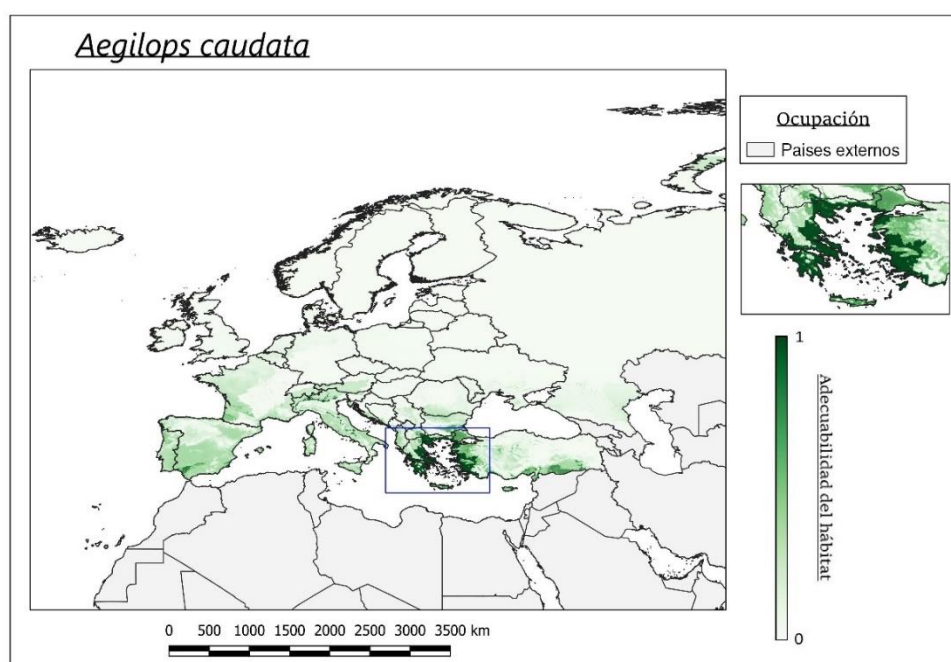 Aegilops caudata
Ocupación
Paises externos
1
Adecuabilidad del hábitat
0
0 500 1000 1500 2000 2500 3000 3500 km